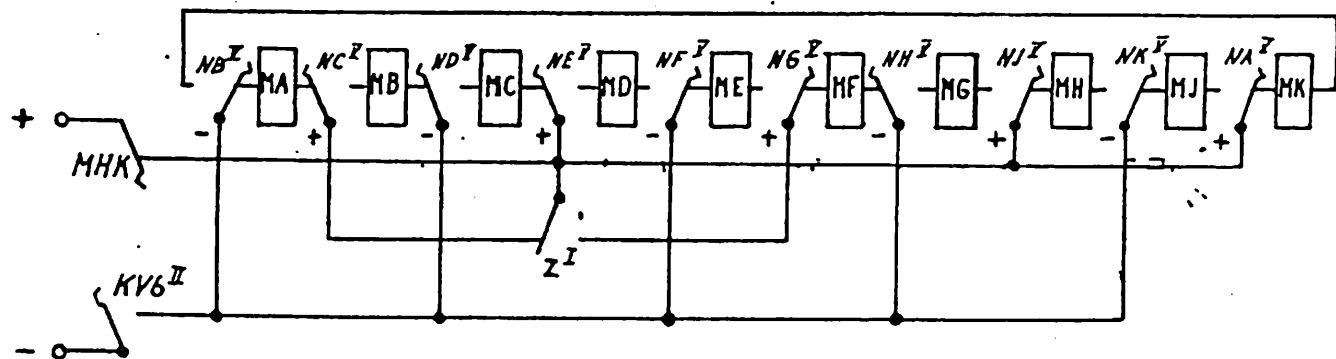 NB V MA NC V MB ND V MC NE V MD NF V ME NG V MF NH V MG NJ V MH NK V MJ NA V MK
+ - + - + - + - + - +
MHK
Z I
KV6 II
-